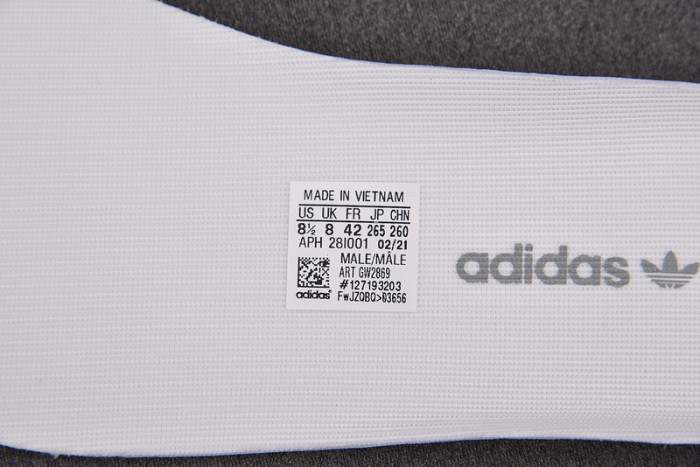 MADE IN VIETNAM
US UK FR JP CHN
8½ 8 42 265 260
APH 28I001 02/21
MALE/MÂLE
ART GW2869
#127193203
adidas® FwJZQBQ>03656
adidas